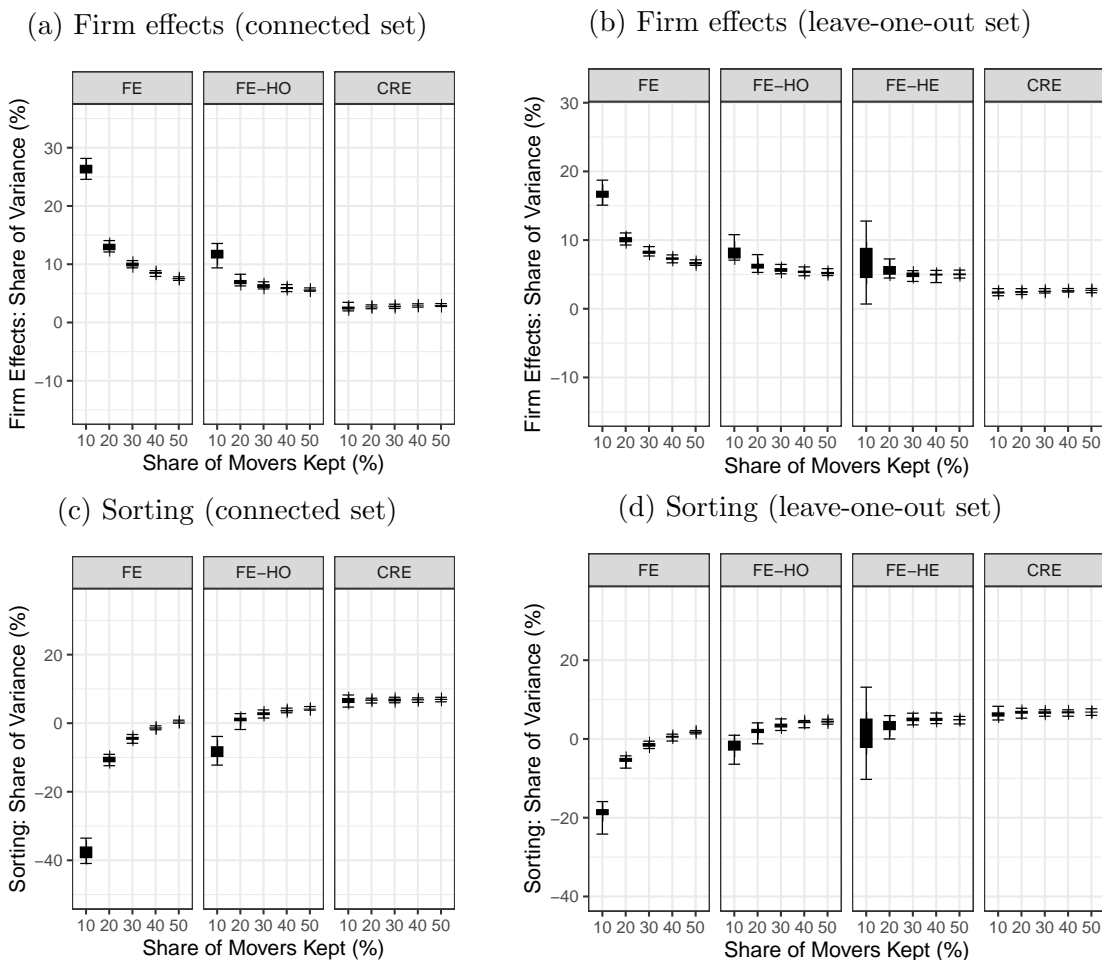 (a) Firm effects (connected set)
FE FE−HO CRE
Firm Effects: Share of Variance (%)
30
20
10
0
−10
10 20 30 40 50 10 20 30 40 50 10 20 30 40 50
Share of Movers Kept (%)
(b) Firm effects (leave-one-out set)
FE FE−HO FE−HE CRE
Firm Effects: Share of Variance (%)
30
20
10
0
−10
10 20 30 40 50 10 20 30 40 50 10 20 30 40 50 10 20 30 40 50
Share of Movers Kept (%)
(c) Sorting (connected set)
FE FE−HO CRE
Sorting: Share of Variance (%)
20
0
−20
−40
10 20 30 40 50 10 20 30 40 50 10 20 30 40 50
Share of Movers Kept (%)
(d) Sorting (leave-one-out set)
FE FE−HO FE−HE CRE
Sorting: Share of Variance (%)
20
0
−20
−40
10 20 30 40 50 10 20 30 40 50 10 20 30 40 50 10 20 30 40 50
Share of Movers Kept (%)